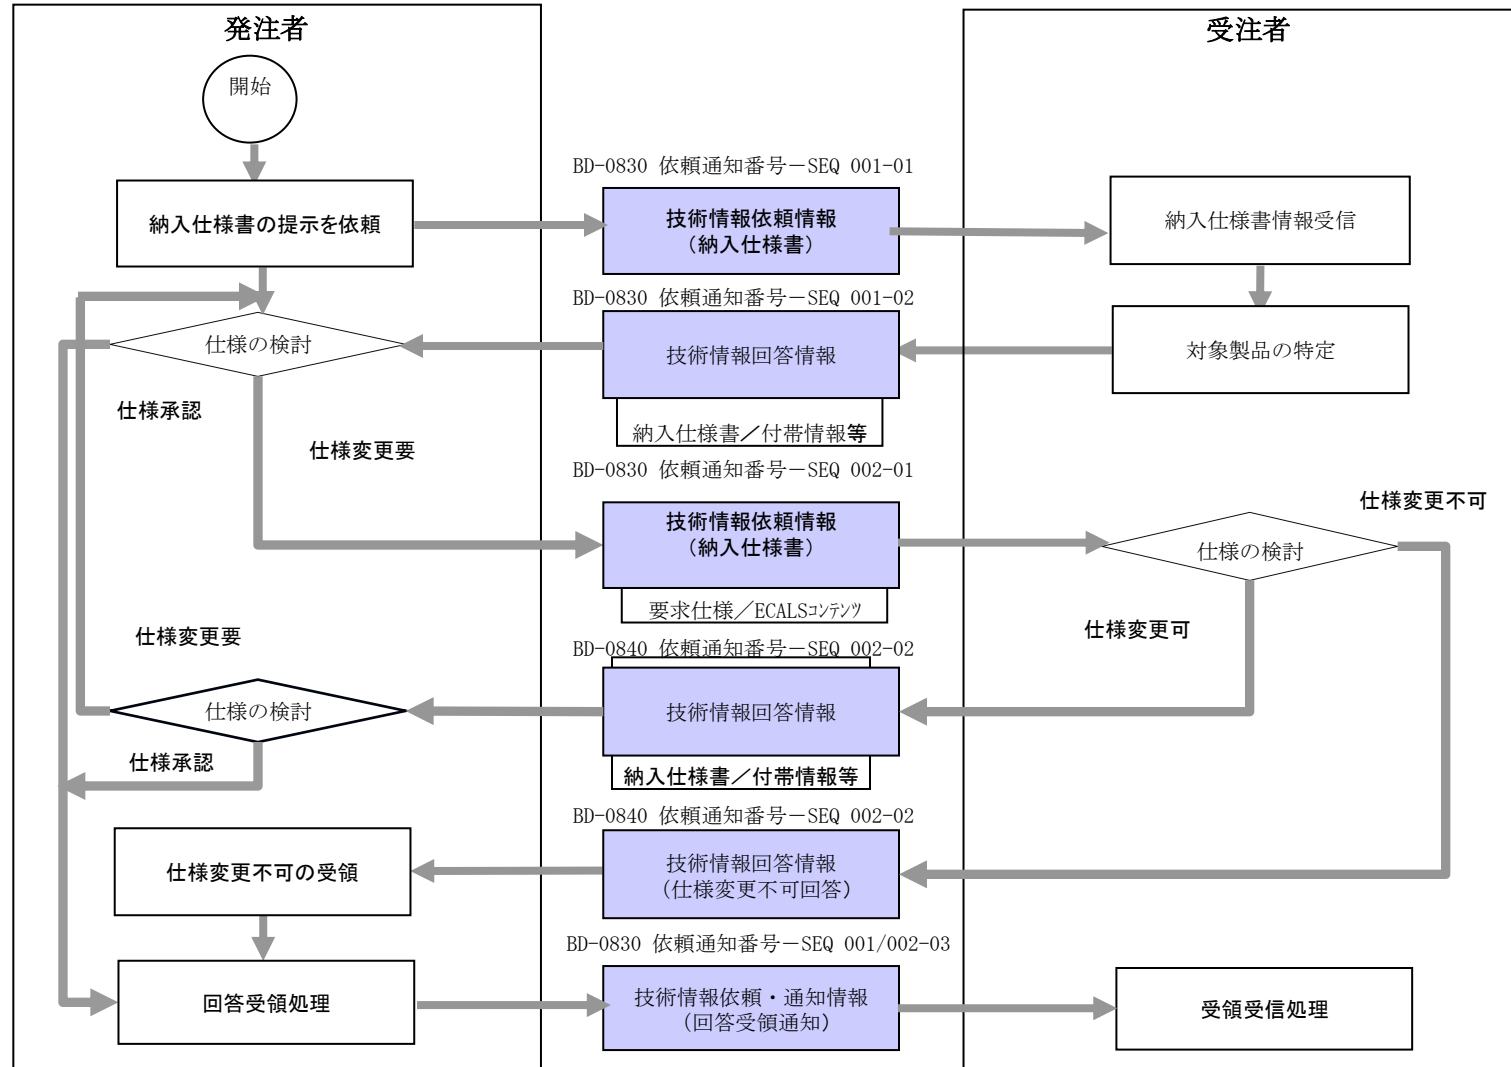 発注者
受注者
開始
BD-0830 依頼通知番号－SEQ 001-01
納入仕様書の提示を依頼
技術情報依頼情報
（納入仕様書）
納入仕様書情報受信
BD-0830 依頼通知番号－SEQ 001-02
仕様の検討
技術情報回答情報
対象製品の特定
仕様承認
納入仕様書／付帯情報等
仕様変更要
BD-0830 依頼通知番号－SEQ 002-01
仕様変更不可
技術情報依頼情報
（納入仕様書）
仕様の検討
要求仕様／ECALSｺﾝﾃﾝﾂ
仕様変更可
仕様変更要
BD-0840 依頼通知番号－SEQ 002-02
仕様の検討
技術情報回答情報
仕様承認
納入仕様書／付帯情報等
BD-0840 依頼通知番号－SEQ 002-02
仕様変更不可の受領
技術情報回答情報
（仕様変更不可回答）
BD-0830 依頼通知番号－SEQ 001/002-03
回答受領処理
技術情報依頼・通知情報
（回答受領通知）
受領受信処理